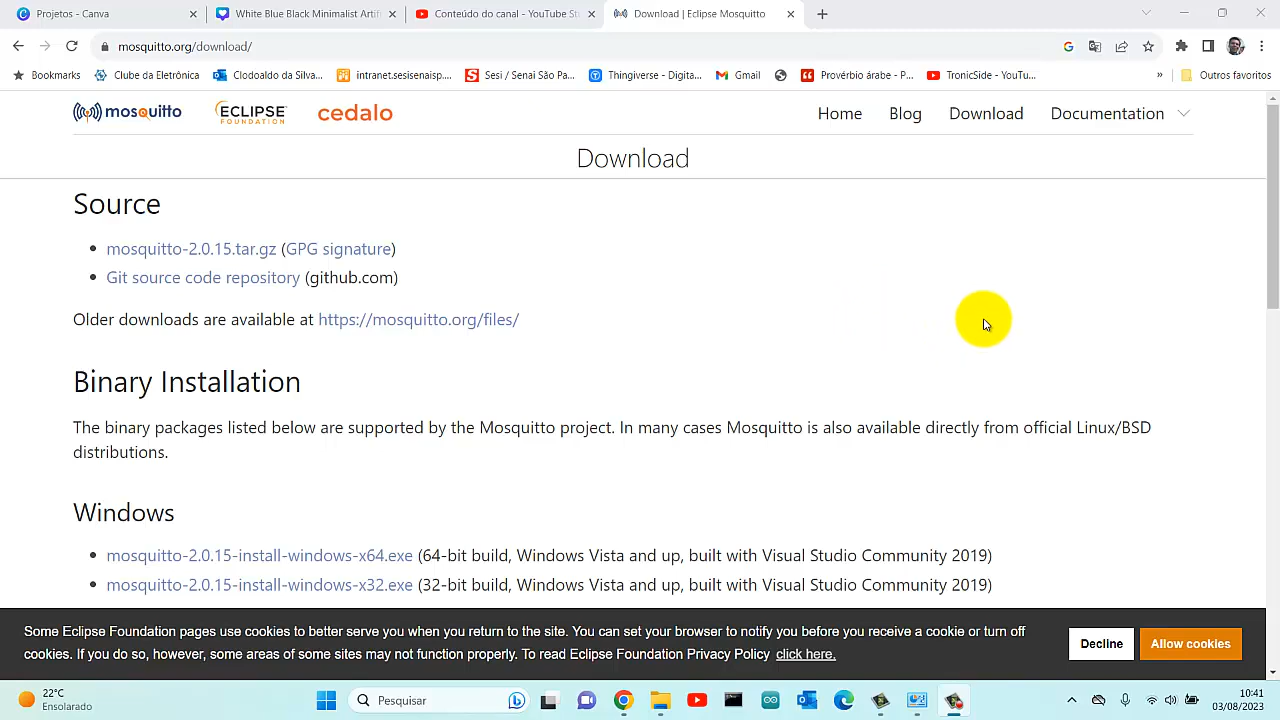 Projetos - Canva
White Blue Black Minimalist Artifi
Conteúdo do canal - YouTube St
Download | Eclipse Mosquitto
mosquitto.org/download/
Bookmarks
Clube da Eletrônica
Clodoaldo da Silva...
intranet.sesisenaisp....
Sesi / Senai São Pa...
Thingiverse - Digita...
Gmail
Provérbio árabe - P...
TronicSide - YouTu...
»
Outros favoritos
mosquitto
ECLIPSE
FOUNDATION
cedalo
Home
Blog
Download
Documentation
Download
Source
mosquitto-2.0.15.tar.gz (GPG signature)
Git source code repository (github.com)
Older downloads are available at https://mosquitto.org/files/
Binary Installation
The binary packages listed below are supported by the Mosquitto project. In many cases Mosquitto is also available directly from official Linux/BSD
distributions.
Windows
mosquitto-2.0.15-install-windows-x64.exe (64-bit build, Windows Vista and up, built with Visual Studio Community 2019)
mosquitto-2.0.15-install-windows-x32.exe (32-bit build, Windows Vista and up, built with Visual Studio Community 2019)
Some Eclipse Foundation pages use cookies to better serve you when you return to the site. You can set your browser to notify you before you receive a cookie or turn off
cookies. If you do so, however, some areas of some sites may not function properly. To read Eclipse Foundation Privacy Policy click here.
Decline
Allow cookies
22°C
Ensolarado
Pesquisar
10:41
03/08/2023